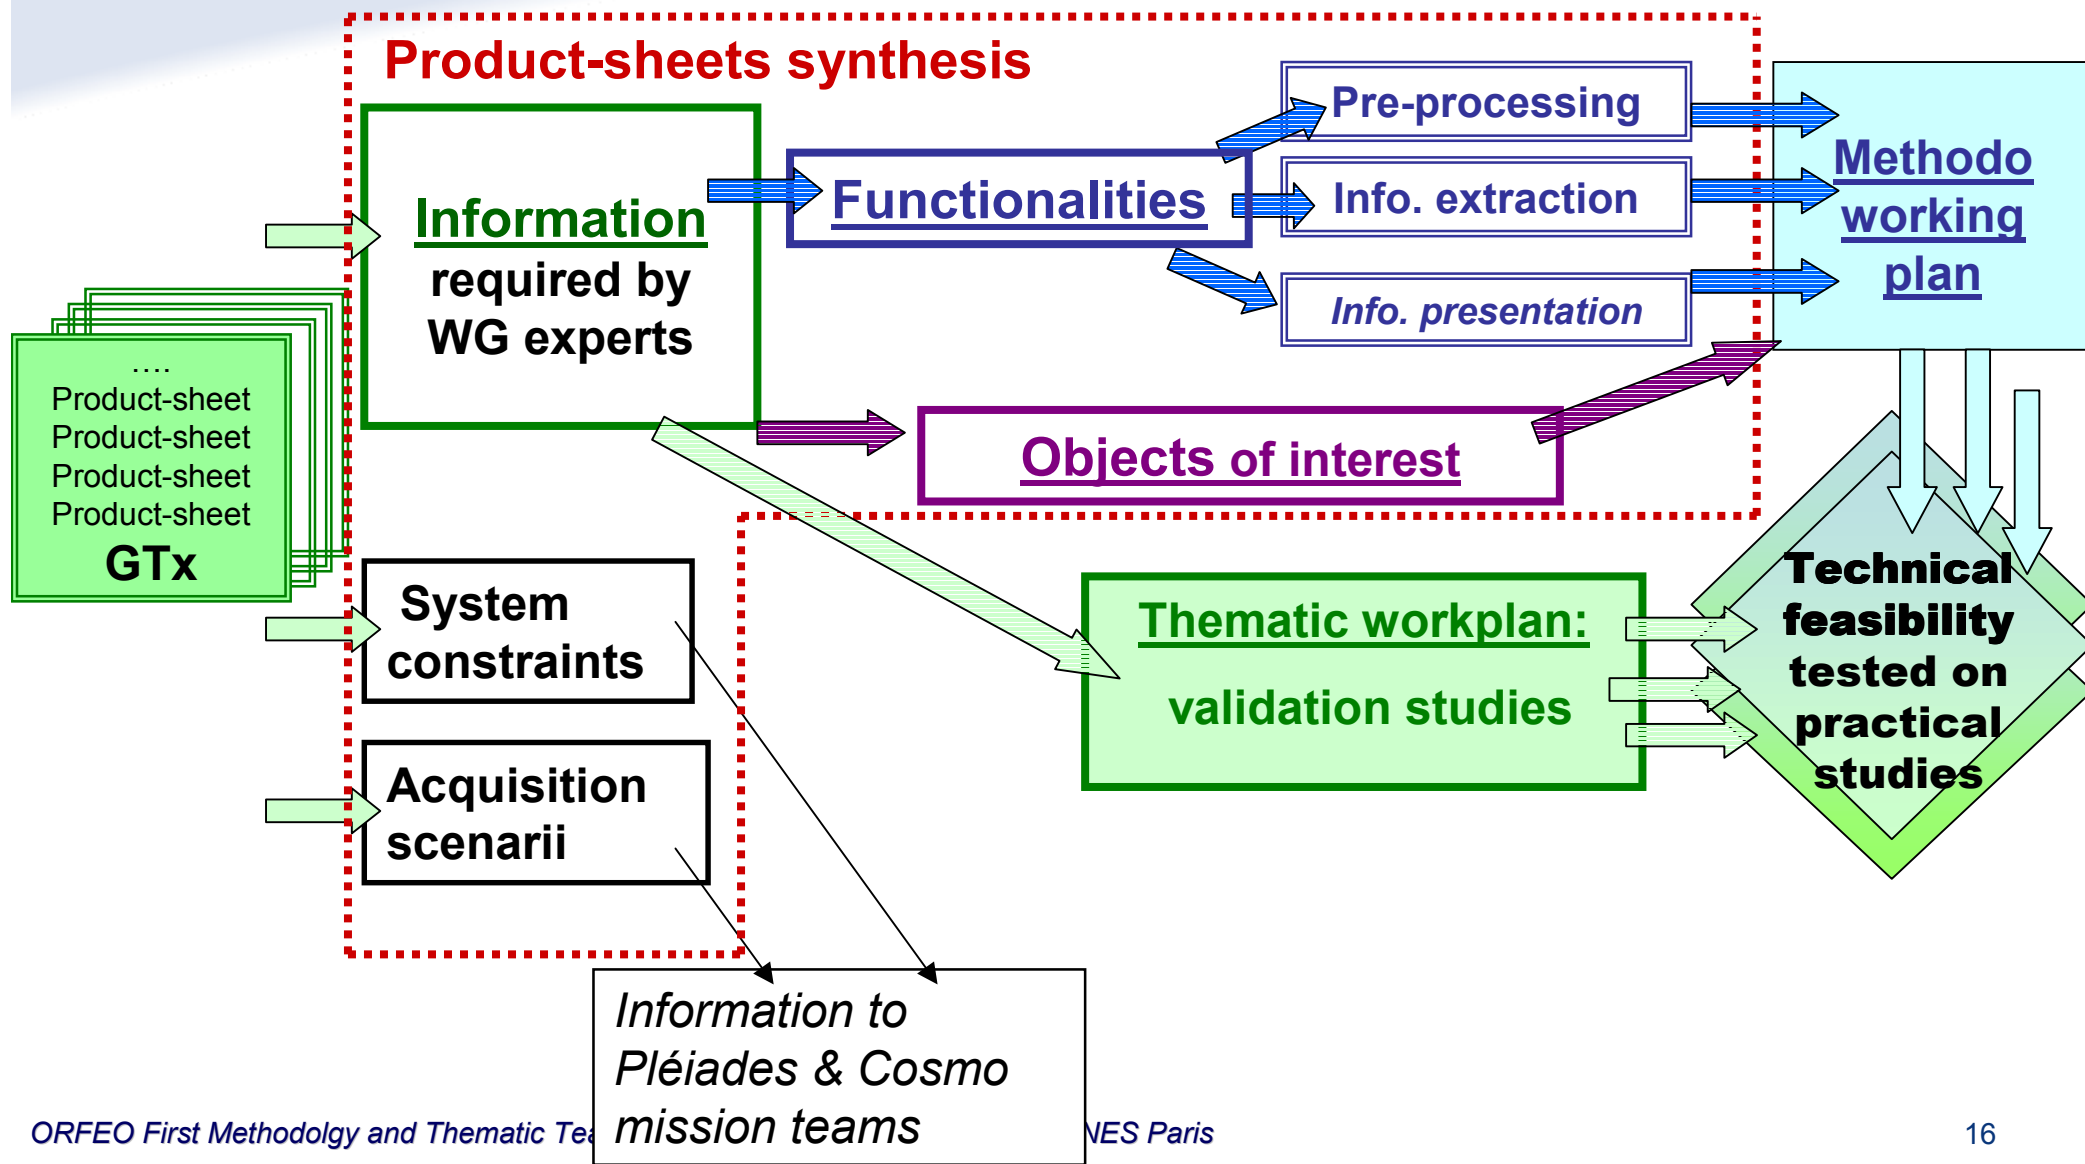 Product-sheets synthesis
Pre-processing
Information
required by
WG experts
Functionalities
Info. extraction
Info. presentation
Methodo
working
plan
....
Product-sheet
Product-sheet
Product-sheet
Product-sheet
GTx
Objects of interest
System
constraints
Thematic workplan:
validation studies
Technical
feasibility
tested on
practical
studies
Acquisition
scenarii
Information to
Pléiades & Cosmo
mission teams
ORFEO First Methodolgy and Thematic NES Paris
16